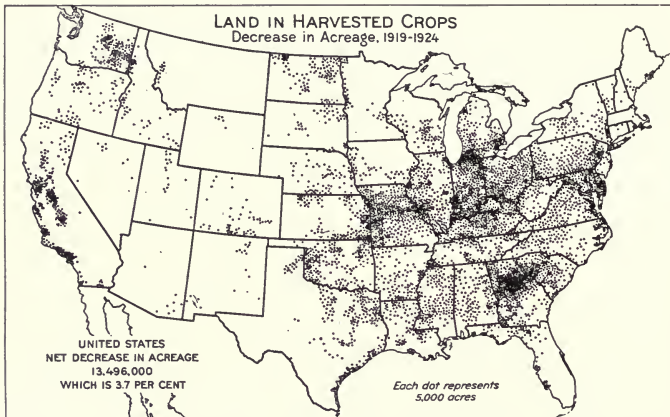 LAND IN HARVESTED CROPS
Decrease in Acreage, 1919-1924
UNITED STATES
NET DECREASE IN ACREAGE
13,496,000
WHICH IS 3.7 PER CENT
Each dot represents
5,000 acres